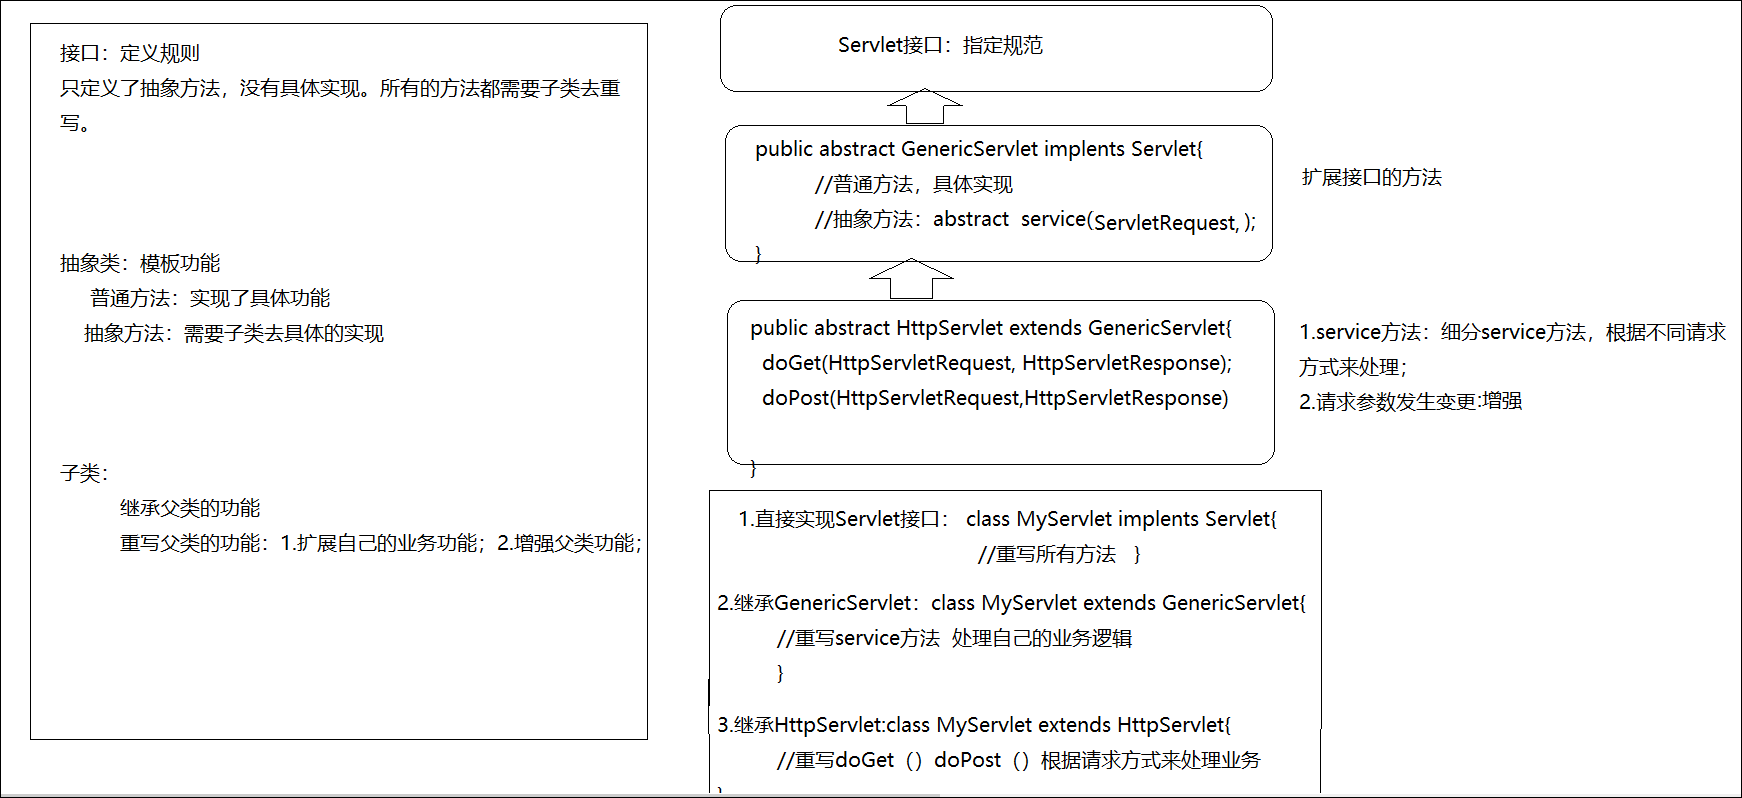 接口：定义规则
只定义了抽象方法，没有具体实现。所有的方法都需要子类去重
写。
抽象类：模板功能
普通方法：实现了具体功能
抽象方法：需要子类去具体的实现
子类：
继承父类的功能
重写父类的功能：1.扩展自己的业务功能；2.增强父类功能；
Servlet接口：指定规范
public abstract GenericServlet implents Servlet{
//普通方法，具体实现
//抽象方法：abstract  service(ServletRequest, );
}
扩展接口的方法
public abstract HttpServlet extends GenericServlet{
doGet(HttpServletRequest, HttpServletResponse);
doPost(HttpServletRequest,HttpServletResponse)
}
1.service方法：细分service方法，根据不同请求
方式来处理；
2.请求参数发生变更:增强
1.直接实现Servlet接口： class MyServlet implents Servlet{
//重写所有方法   }
2.继承GenericServlet：class MyServlet extends GenericServlet{
//重写service方法  处理自己的业务逻辑
}
3.继承HttpServlet:class MyServlet extends HttpServlet{
//重写doGet（）doPost（）根据请求方式来处理业务
}